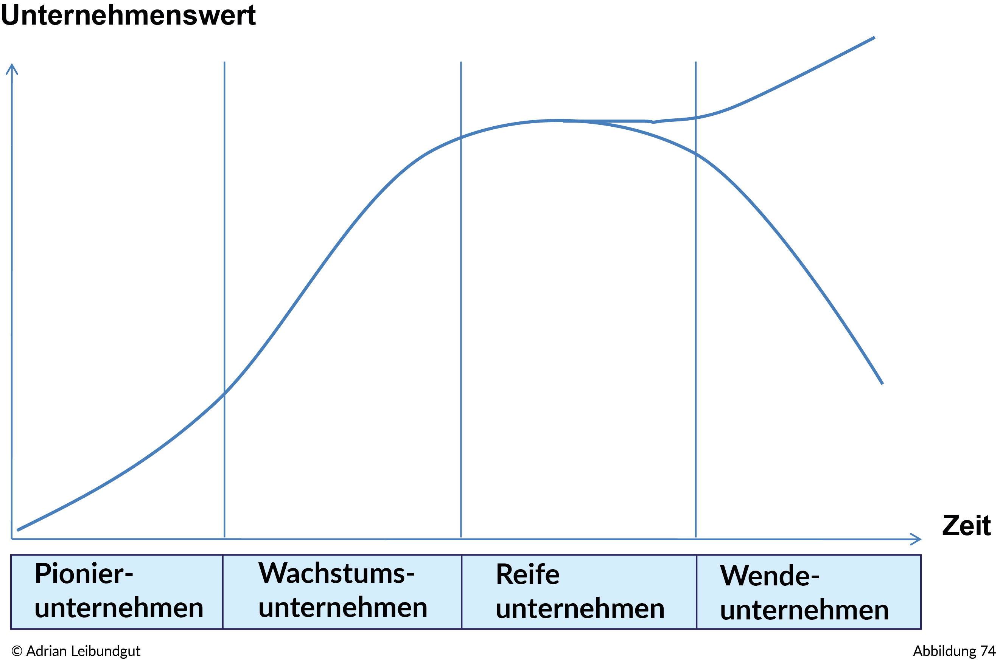 Unternehmenswert
Zeit
Pionier-
unternehmen
Wachstums-
unternehmen
Reife
unternehmen
Wende-
unternehmen
© Adrian Leibundgut
Abbildung 74